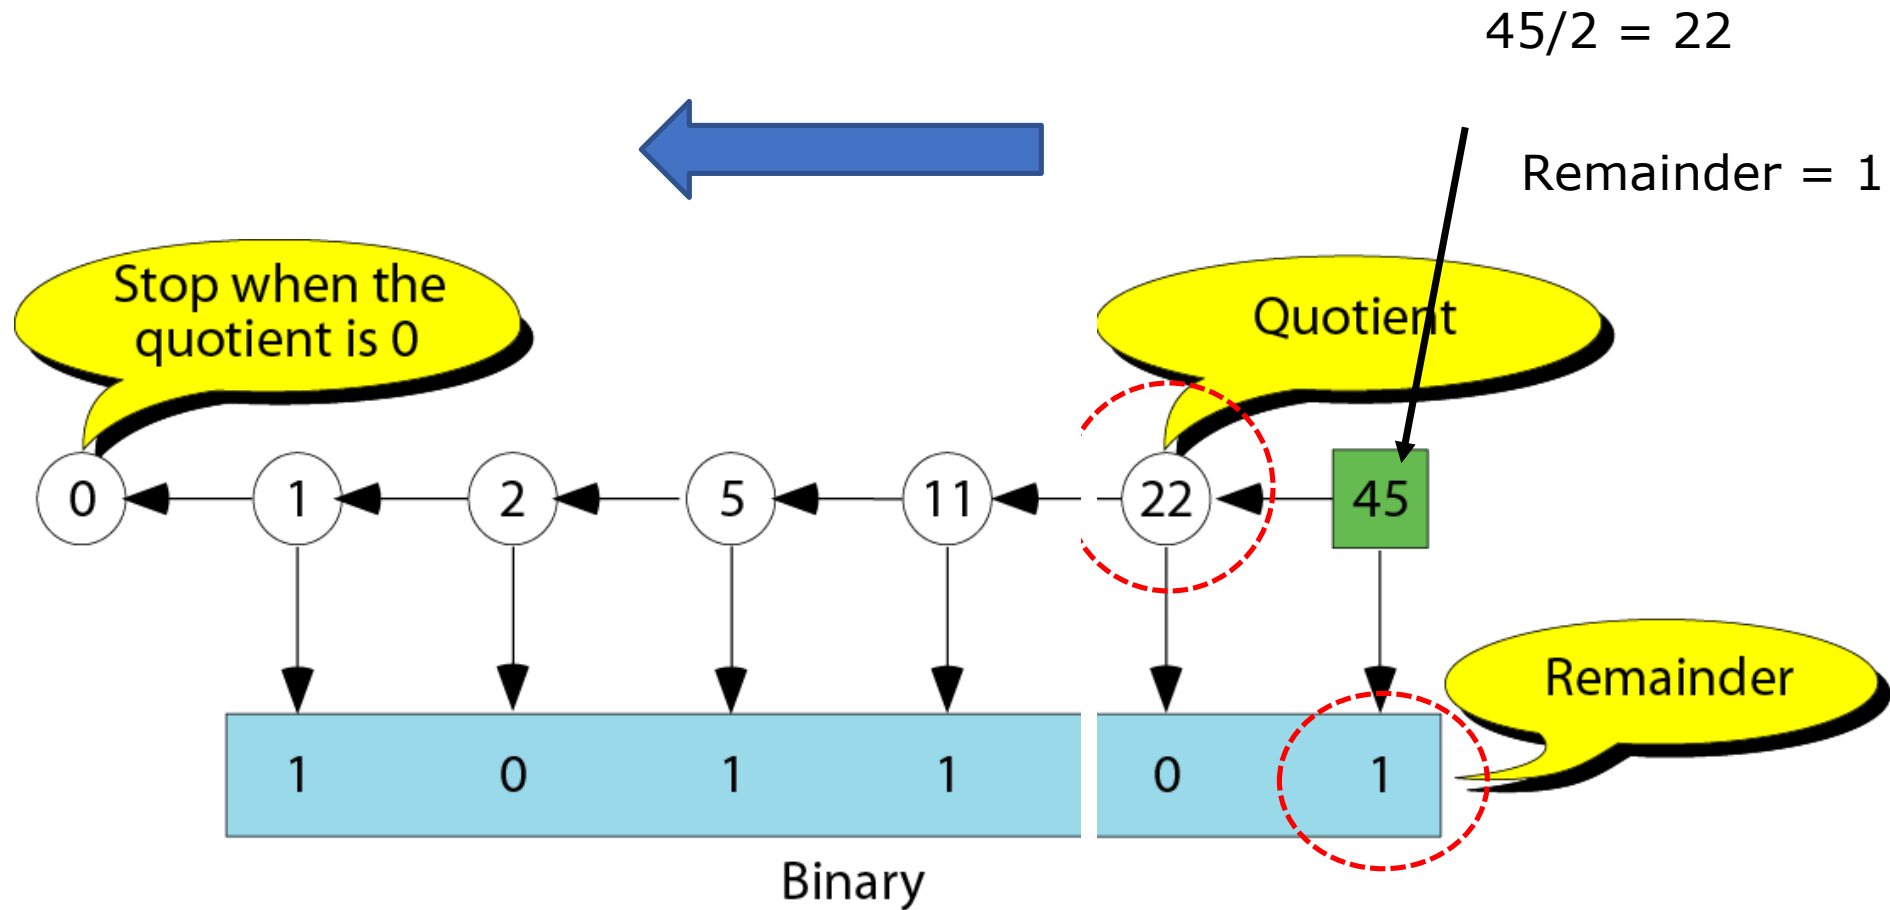 45/2 = 22
Remainder = 1
Stop when the
quotient is 0
Quotient
0 1 2 5 11 22 45
Remainder
1 0 1 1 0 1
Binary